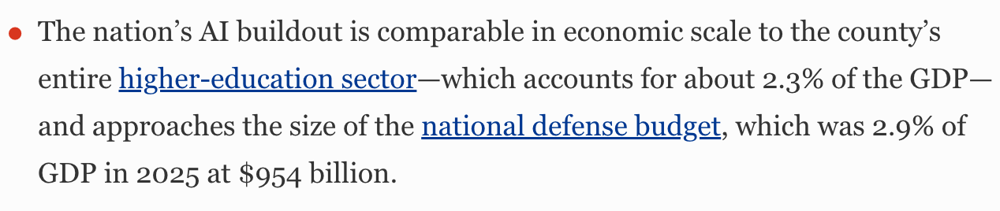 The nation’s AI buildout is comparable in economic scale to the county’s
entire higher-education sector—which accounts for about 2.3% of the GDP—
and approaches the size of the national defense budget, which was 2.9% of
GDP in 2025 at $954 billion.